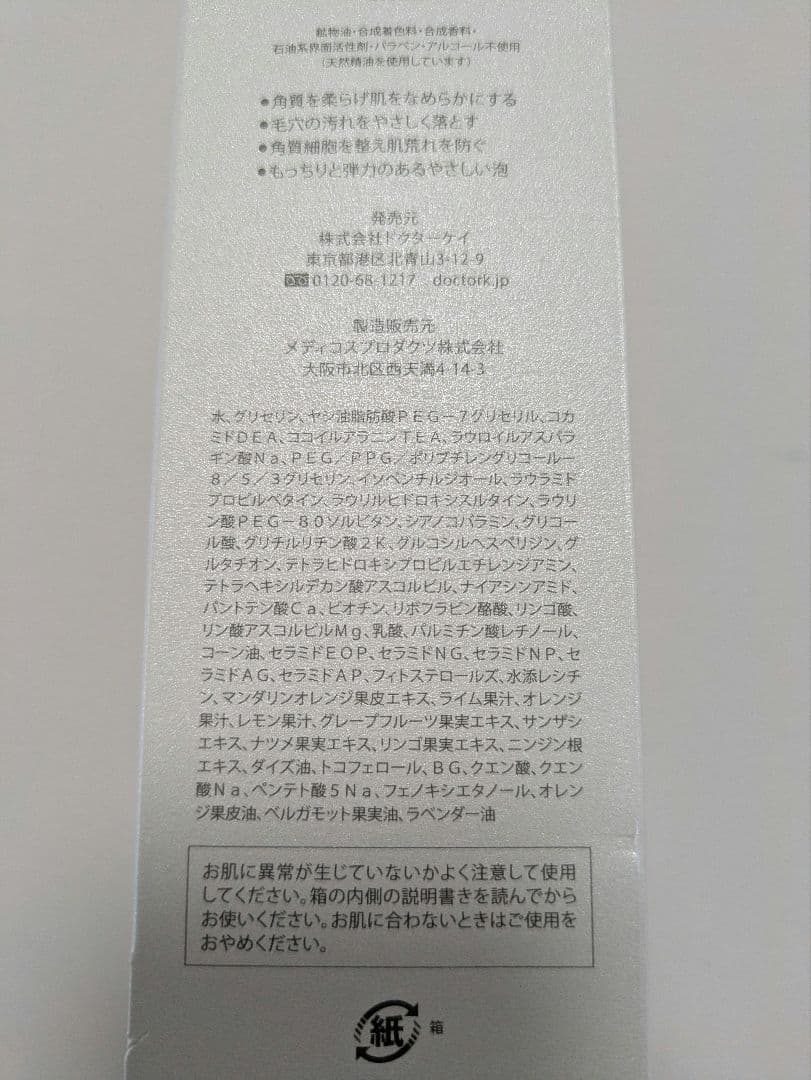 鉱物油・合成着色料・合成香料・
石油系界面活性剤・パラベン・アルコール不使用
(天然精油を使用しています)
●角質を柔らげ肌をなめらかにする
●毛穴の汚れをやさしく落とす
●角質細胞を整え肌荒れを防ぐ
●もっちりと弾力のあるやさしい泡
発売元
株式会社ドクターケイ
東京都港区北青山3-12-9
0120-68-1217 doctork.jp
製造販売元
メディコスプロダクツ株式会社
大阪市北区西天満4-14-3
水、グリセリン、ヤシ油脂肪酸ＰＥＧ－７グリセリル、コカ
ミドＤＥＡ、ココイルアラニンＴＥＡ、ラウロイルアスパラ
ギン酸Ｎａ、ＰＥＧ／ＰＰＧ／ポリブチレングリコール－
８／５／３グリセリン、イソペンチルジオール、ラウラミド
プロピルベタイン、ラウリルヒドロキシスルタイン、ラウリ
ン酸ＰＥＧ－８０ソルビタン、シアノコバラミン、グリコー
ル酸、グリチルリチン酸２Ｋ、グルコシルヘスペリジン、グ
ルタチオン、テトラヒドロキシプロピルエチレンジアミン、
テトラヘキシルデカン酸アスコルビル、ナイアシンアミド、
パントテン酸Ｃａ、ビオチン、リボフラビン酪酸、リンゴ酸、
リン酸アスコルビルＭｇ、乳酸、パルミチン酸レチノール、
コーン油、セラミドＥＯＰ、セラミドＮＧ、セラミドＮＰ、セ
ラミドＡＧ、セラミドＡＰ、フィトステロールズ、水添レシチ
ン、マンダリンオレンジ果皮エキス、ライム果汁、オレンジ
果汁、レモン果汁、グレープフルーツ果実エキス、サンザシ
エキス、ナツメ果実エキス、リンゴ果実エキス、ニンジン根
エキス、ダイズ油、トコフェロール、ＢＧ、クエン酸、クエン
酸Ｎａ、ペンテト酸５Ｎａ、フェノキシエタノール、オレン
ジ果皮油、ベルガモット果実油、ラベンダー油
お肌に異常が生じていないかよく注意して使用
してください。箱の内側の説明書きを読んでから
お使いください。お肌に合わないときはご使用を
おやめください。
紙 箱